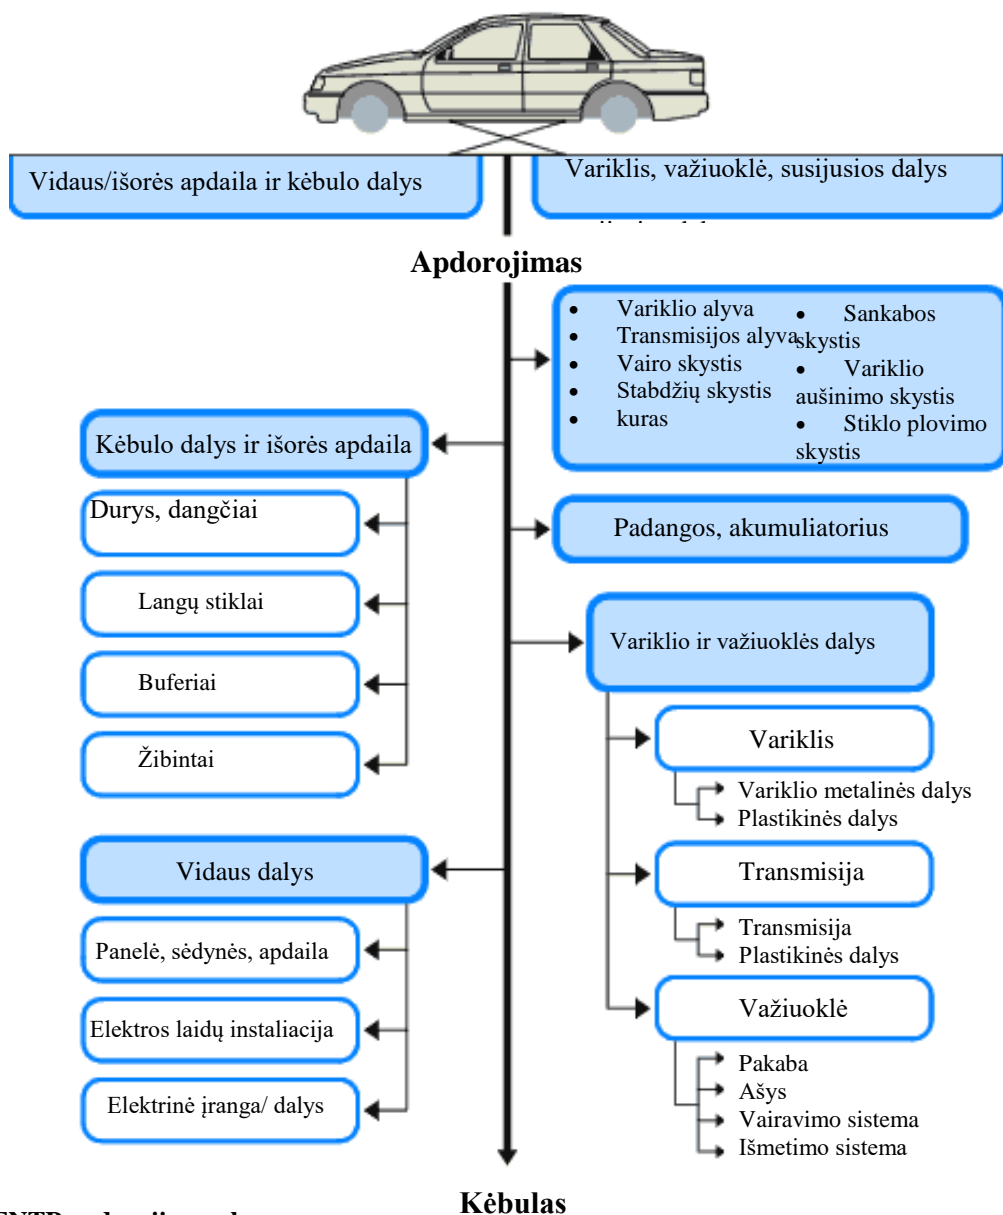 Vidaus/išorės apdaila ir kėbulo dalys
Variklis, važiuoklė, susijusios dalys
Apdorojimas
• Variklio alyva
• Transmisijos alyva
• Vairo skystis
• Stabdžių skystis
• kuras
• Sankabos
skystis
• Variklio
aušinimo skystis
• Stiklo plovimo
skystis
Kėbulo dalys ir išorės apdaila
Durys, dangčiai
Langų stiklai
Buferiai
Žibintai
Padangos, akumuliatorius
Variklio ir važiuoklės dalys
Variklis
Variklio metalinės dalys
Plastikinės dalys
Transmisija
Transmisija
Plastikinės dalys
Važiuoklė
Pakaba
Ašys
Vairavimo sistema
Išmetimo sistema
Vidaus dalys
Panelė, sėdynės, apdaila
Elektros laidų instaliacija
Elektrinė įranga/ dalys
Kėbulas